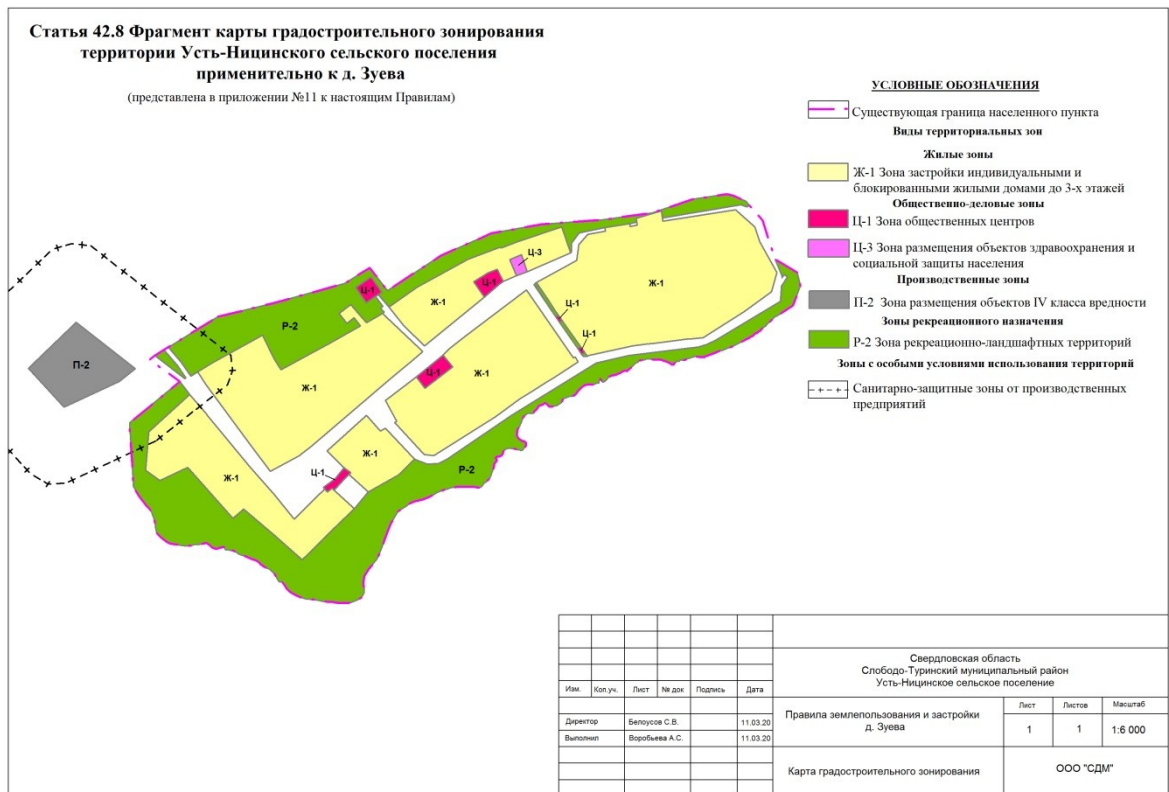 Статья 42.8 Фрагмент карты градостроительного зонирования
территории Усть-Ницинского сельского поселения
применительно к д. Зуева
(представлена в приложении №11 к настоящим Правилам)
УСЛОВНЫЕ ОБОЗНАЧЕНИЯ
Существующая граница населенного пункта
Виды территориальных зон
Жилые зоны
Ж-1 Зона застройки индивидуальными и
блокированными жилыми домами до 3-х этажей
Общественно-деловые зоны
Ц-1 Зона общественных центров
Ц-3 Зона размещения объектов здравоохранения и
социальной защиты населения
Производственные зоны
П-2 Зона размещения объектов IV класса вредности
Зоны рекреационного назначения
Р-2 Зона рекреационно-ландшафтных территорий
Зоны с особыми условиями использования территорий
Санитарно-защитные зоны от производственных
предприятий
Ц-3
Ц-1
Ц-1
Ж-1
Ж-1
Ц-1
Р-2
Ц-1
Ж-1
П-2
Ц-1
Ж-1
Ж-1
Ц-1
Р-2
Ж-1
Свердловская область
Слободо-Туринский муниципальный район
Усть-Ницинское сельское поселение
Изм. Кол.уч. Лист № док Подпись Дата
Правила землепользования и застройки
д. Зуева
Лист Листов Масштаб
1 1 1:6 000
Директор Белоусов С.В. 11.03.20
Выполнил Воробьева А.С. 11.03.20
Карта градостроительного зонирования
ООО "СДМ"